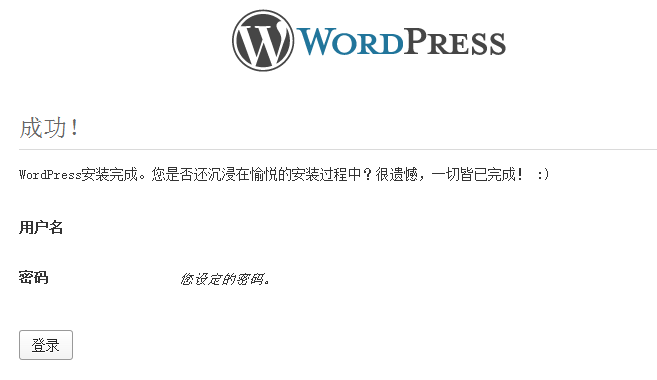 WORDPRESS
成功！
WordPress安装完成。您是否还沉浸在愉悦的安装过程中？很遗憾，一切皆已完成！ :)
用户名
密码 您设定的密码。
登录